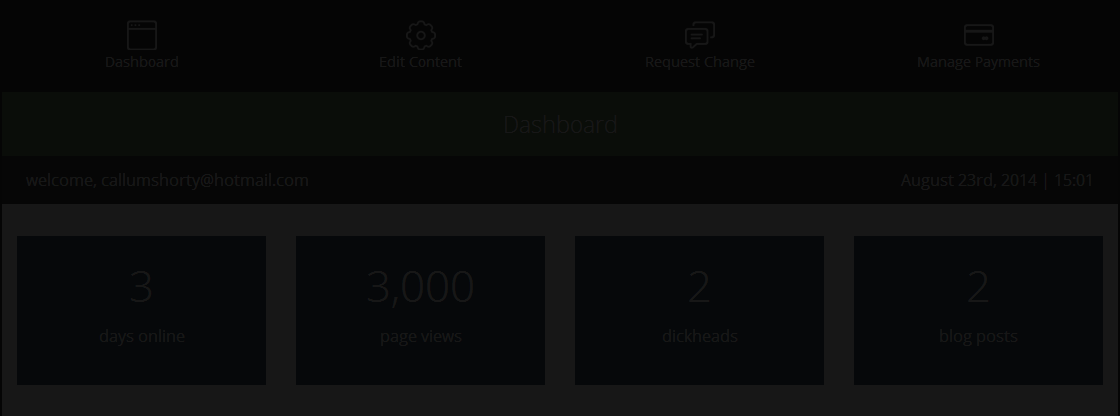 Dashboard Edit Content Request Change Manage Payments
Dashboard
welcome, callumshorty@hotmail.com August 23rd, 2014 | 15:01
3 3,000 2 2
days online page views dickheads blog posts